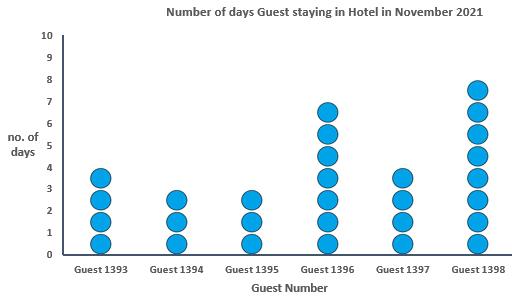 Number of days Guest staying in Hotel in November 2021
10
9
8
7
6
5
4
3
2
1
0
no. of
days
Guest 1393 Guest 1394 Guest 1395 Guest 1396 Guest 1397 Guest 1398
Guest Number